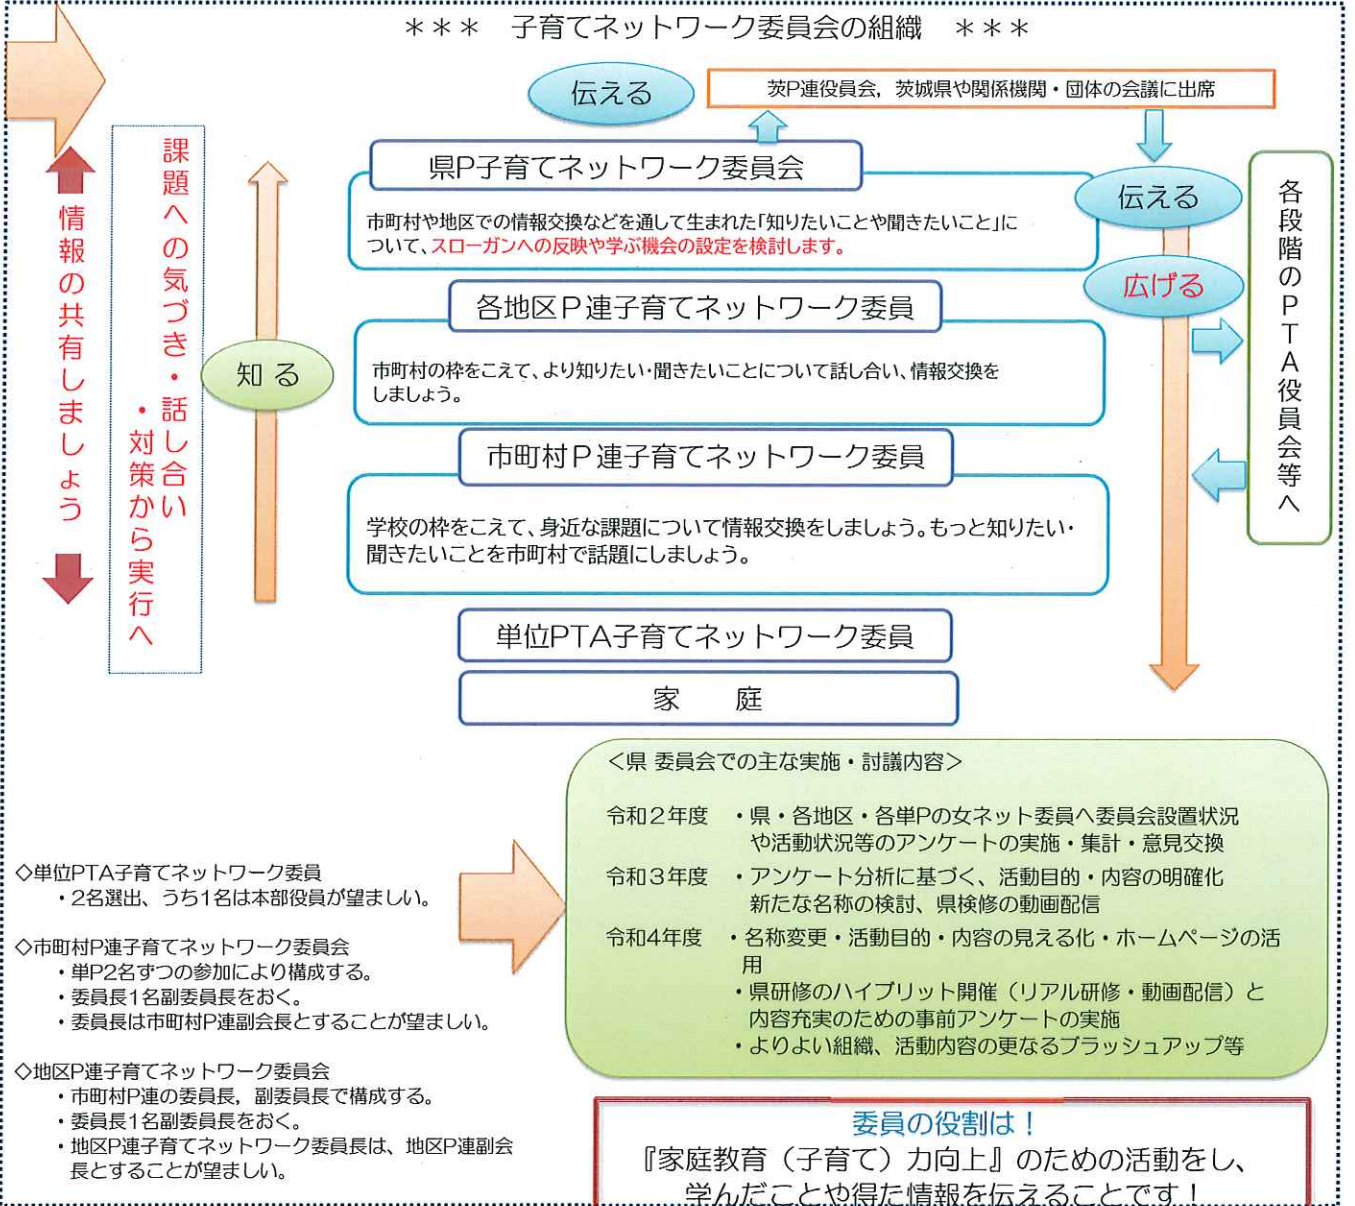 ＊＊＊　子育てネットワーク委員会の組織　＊＊＊
伝える
茨P連役員会，茨城県や関係機関・団体の会議に出席
県P子育てネットワーク委員会
市町村や地区での情報交換などを通して生まれた「知りたいことや聞きたいこと」に
ついて、スローガンへの反映や学ぶ機会の設定を検討します。
伝える
広げる
各段階のPTA役員会等へ
情報の共有しましょう
課題への気づき・話し合い
・対策から実行へ
知る
各地区Ｐ連子育てネットワーク委員
市町村の枠をこえて、より知りたい・聞きたいことについて話し合い、情報交換を
しましょう。
市町村Ｐ連子育てネットワーク委員
学校の枠をこえて、身近な課題について情報交換をしましょう。もっと知りたい・
聞きたいことを市町村で話題にしましょう。
単位PTA子育てネットワーク委員
家　　庭
＜県 委員会での主な実施・討議内容＞
令和２年度　・県・各地区・各単Pの女ネット委員へ委員会設置状況
や活動状況等のアンケートの実施・集計・意見交換
令和３年度　・アンケート分析に基づく、活動目的・内容の明確化
新たな名称の検討、県検修の動画配信
令和4年度　・名称変更・活動目的・内容の見える化・ホームページの活
用
・県研修のハイブリット開催（リアル研修・動画配信）と
内容充実のための事前アンケートの実施
・よりよい組織、活動内容の更なるブラッシュアップ等
◇単位PTA子育てネットワーク委員
・2名選出、うち1名は本部役員が望ましい。
◇市町村P連子育てネットワーク委員会
・単P2名ずつの参加により構成する。
・委員長1名副委員長をおく。
・委員長は市町村P連副会長とすることが望ましい。
◇地区P連子育てネットワーク委員会
・市町村P連の委員長，副委員長で構成する。
・委員長1名副委員長をおく。
・地区P連子育てネットワーク委員長は、地区P連副会
長とすることが望ましい。
委員の役割は！
『家庭教育（子育て）力向上』のための活動をし、
学んだことや得た情報を伝えることです！